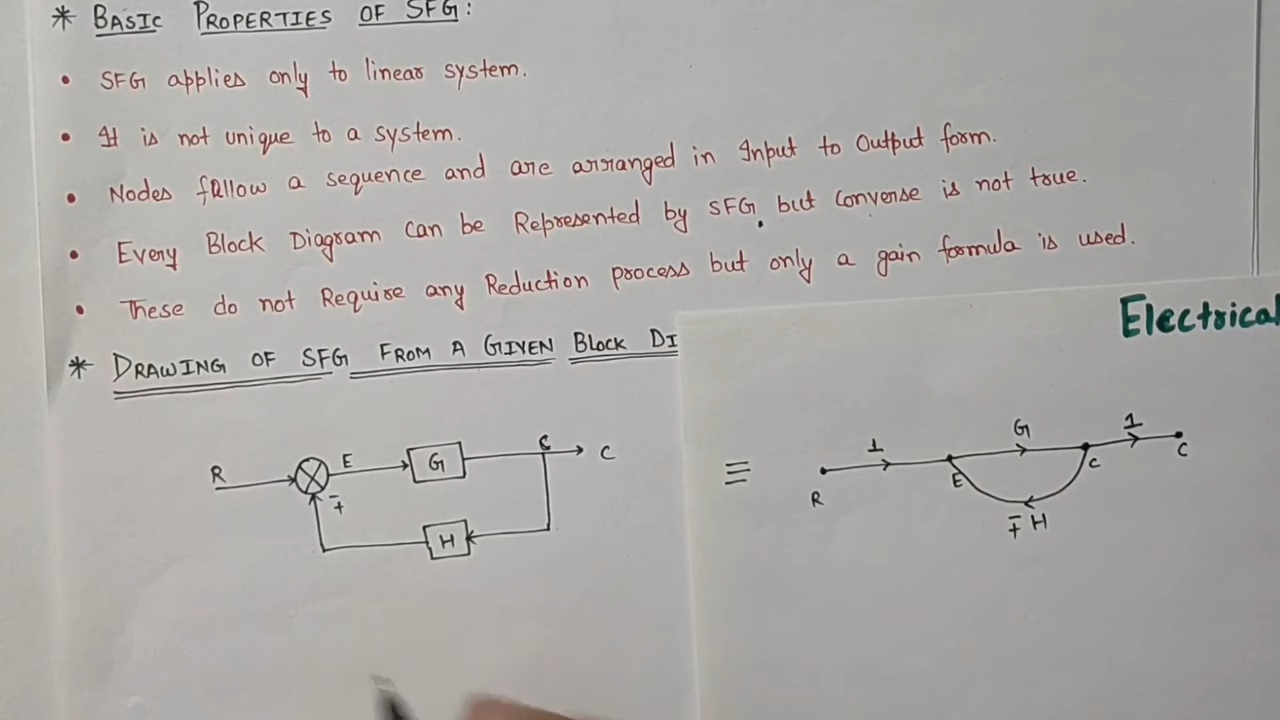 * BASIC PROPERTIES OF SFG:
• SFG applies only to linear system.
• It is not unique to a system.
• Nodes follow a sequence and are arranged in Input to Output form.
• Every Block Diagram can be Represented by SFG, but Converse is not true.
• These do not Require any Reduction process but only a gain formula is used.
Electrical
* DRAWING OF SFG FROM A GIVEN Block DI
R E G C C
∓
H
≡
R 1 E G C 1 C
∓ H